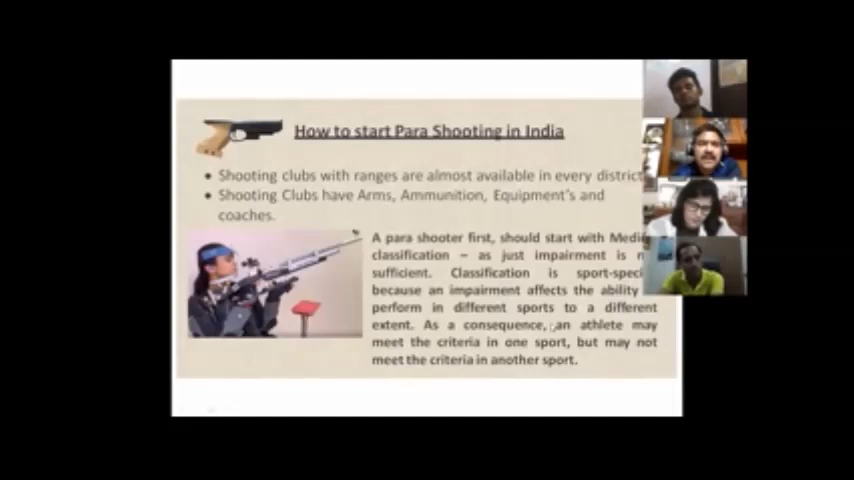 How to start Para Shooting in India
• Shooting clubs with ranges are almost available in every district
• Shooting Clubs have Arms, Ammunition, Equipment's and
coaches.
A para shooter first, should start with
classification – as just impairment is
sufficient. Classification is
because an impairment affects the ability
perform in different sports to a different
extent. As a consequence, an athlete may
meet the criteria in one sport, but may not
meet the criteria in another sport.